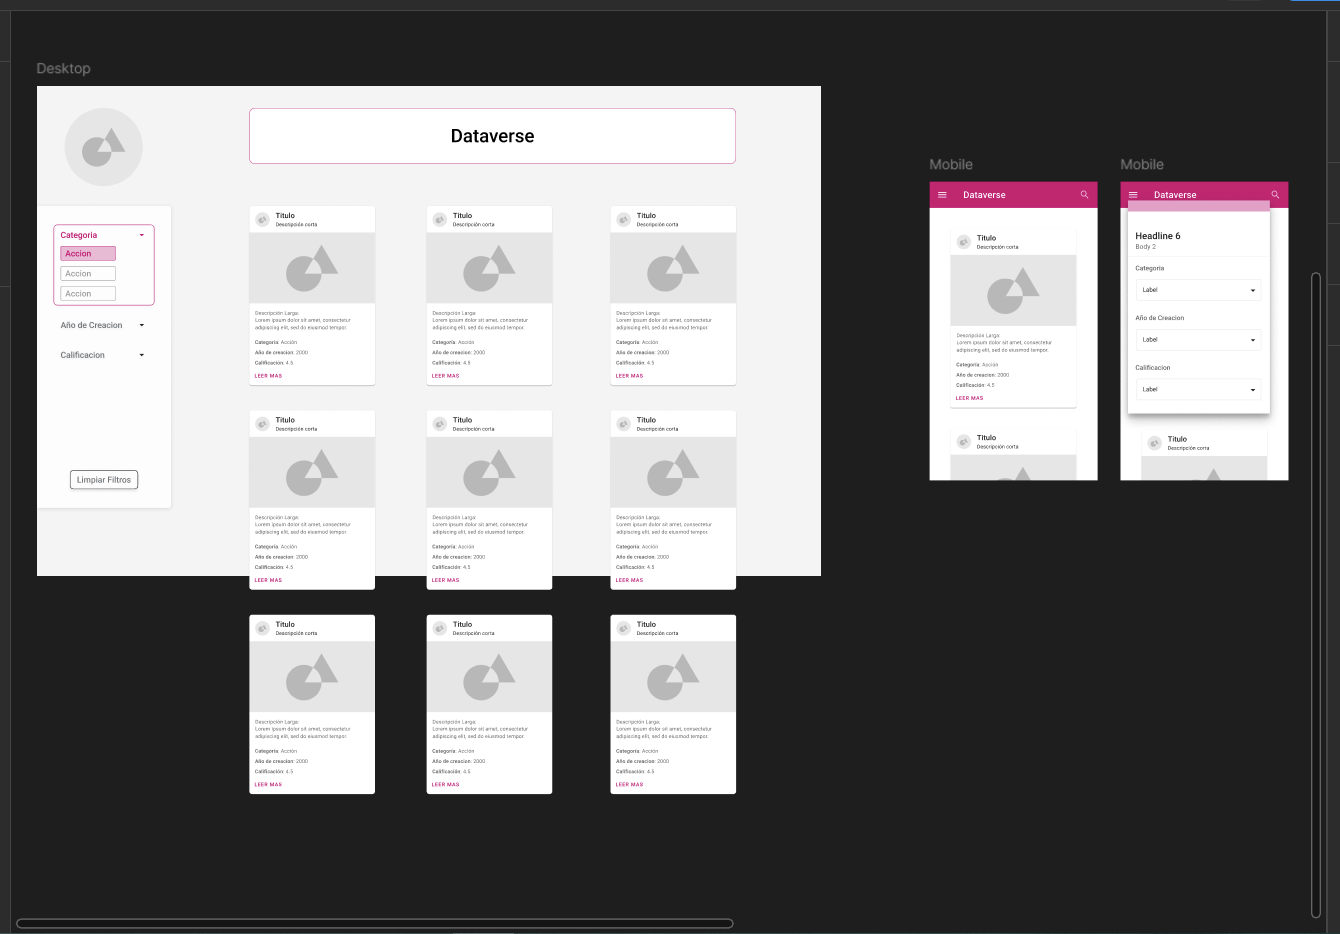 Desktop
Dataverse
Categoria
Accion
Accion
Accion
Año de Creacion
Calificacion
Limpiar Filtros
Titulo
Descripción corta
Descripción Larga:
Lorem ipsum dolor sit amet, consectetur
adipiscing elit, sed do eiusmod tempor.
Categoria: Acción
Año de creacion: 2000
Calificación: 4.5
LEER MAS
Titulo
Descripción corta
Descripción Larga:
Lorem ipsum dolor sit amet, consectetur
adipiscing elit, sed do eiusmod tempor.
Categoria: Acción
Año de creacion: 2000
Calificación: 4.5
LEER MAS
Titulo
Descripción corta
Descripción Larga:
Lorem ipsum dolor sit amet, consectetur
adipiscing elit, sed do eiusmod tempor.
Categoria: Acción
Año de creacion: 2000
Calificación: 4.5
LEER MAS
Titulo
Descripción corta
Descripción Larga:
Lorem ipsum dolor sit amet, consectetur
adipiscing elit, sed do eiusmod tempor.
Categoria: Acción
Año de creacion: 2000
Calificación: 4.5
LEER MAS
Titulo
Descripción corta
Descripción Larga:
Lorem ipsum dolor sit amet, consectetur
adipiscing elit, sed do eiusmod tempor.
Categoria: Acción
Año de creacion: 2000
Calificación: 4.5
LEER MAS
Titulo
Descripción corta
Descripción Larga:
Lorem ipsum dolor sit amet, consectetur
adipiscing elit, sed do eiusmod tempor.
Categoria: Acción
Año de creacion: 2000
Calificación: 4.5
LEER MAS
Titulo
Descripción corta
Descripción Larga:
Lorem ipsum dolor sit amet, consectetur
adipiscing elit, sed do eiusmod tempor.
Categoria: Acción
Año de creacion: 2000
Calificación: 4.5
LEER MAS
Titulo
Descripción corta
Descripción Larga:
Lorem ipsum dolor sit amet, consectetur
adipiscing elit, sed do eiusmod tempor.
Categoria: Acción
Año de creacion: 2000
Calificación: 4.5
LEER MAS
Titulo
Descripción corta
Descripción Larga:
Lorem ipsum dolor sit amet, consectetur
adipiscing elit, sed do eiusmod tempor.
Categoria: Acción
Año de creacion: 2000
Calificación: 4.5
LEER MAS
Mobile
Dataverse
Titulo
Descripción corta
Descripción Larga:
Lorem ipsum dolor sit amet, consectetur
adipiscing elit, sed do eiusmod tempor.
Categoria: Acción
Año de creacion: 2000
Calificación: 4.5
LEER MAS
Titulo
Descripción corta
Mobile
Dataverse
Headline 6
Body 2
Categoria
Label
Año de Creacion
Label
Calificacion
Label
Titulo
Descripción corta